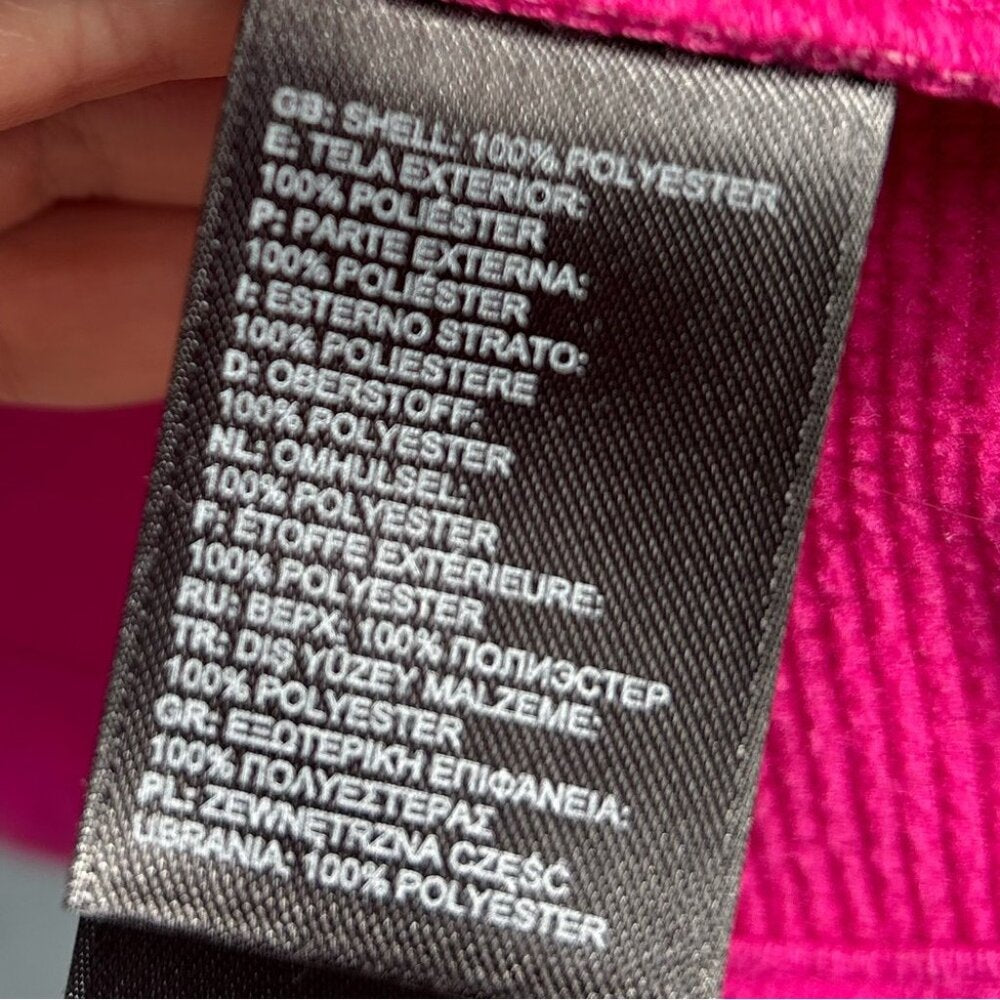 GB: SHELL: 100% POLYESTER
E: TELA EXTERIOR:
100% POLIÉSTER
P: PARTE EXTERNA:
100% POLIÉSTER
I: ESTERNO STRATO:
100% POLIESTERE
D: OBERSTOFF:
100% POLYESTER
NL: OMHULSEL:
100% POLYESTER
F: ÉTOFFE EXTÉRIEURE:
100% POLYESTER
RU: ВЕРХ: 100% ПОЛИЭСТЕР
TR: DIŞ YÜZEY MALZEME:
100% POLYESTER
GR: ΕΞΩΤΕΡΙΚΗ ΕΠΙΦΑΝΕΙΑ:
100% ΠΟΛΥΕΣΤΕΡΑΣ
PL: ZEWNETRZNA CZEŚĆ
UBRANIA: 100% POLYESTER